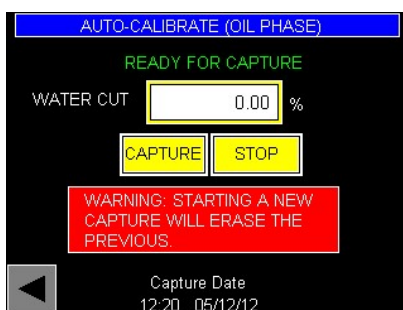 AUTO-CALIBRATE (OIL PHASE)
READY FOR CAPTURE
WATER CUT 0.00 %
CAPTURE STOP
WARNING: STARTING A NEW
CAPTURE WILL ERASE THE
PREVIOUS.
Capture Date
12:20 05/12/12